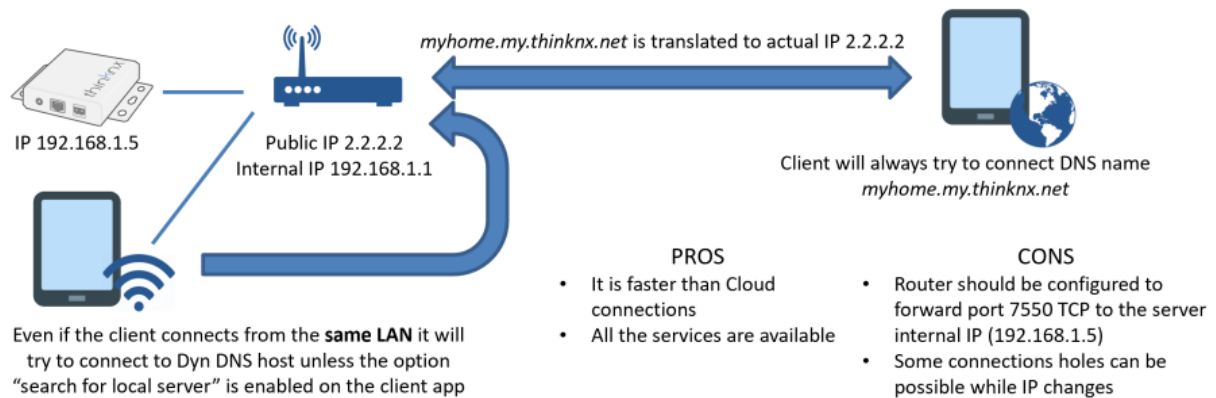 myhome.my.thinknx.net is translated to actual IP 2.2.2.2
thinknx
IP 192.168.1.5
Public IP 2.2.2.2
Internal IP 192.168.1.1
Client will always try to connect DNS name
myhome.my.thinknx.net
Even if the client connects from the same LAN it will
try to connect to Dyn DNS host unless the option
“search for local server” is enabled on the client app
PROS
• It is faster than Cloud
connections
• All the services are available
CONS
• Router should be configured to
forward port 7550 TCP to the server
internal IP (192.168.1.5)
• Some connections holes can be
possible while IP changes